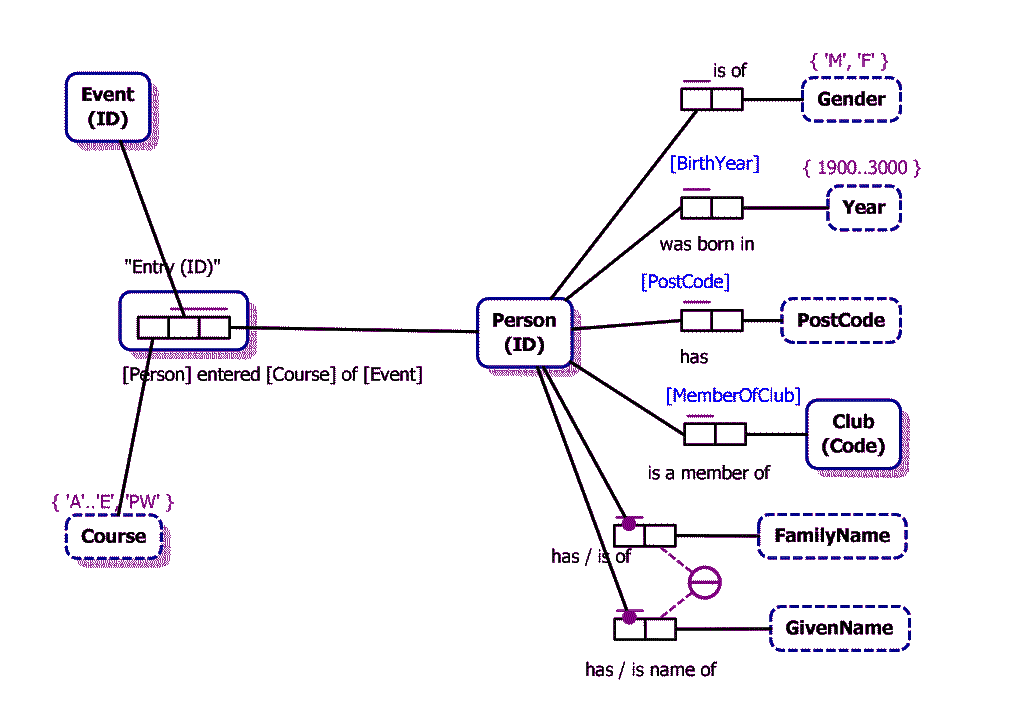 { 'M', 'F' }
is of
Gender
Event
(ID)
[BirthYear]
{ 1900..3000 }
Year
was born in
"Entry (ID)"
[PostCode]
Person
(ID)
PostCode
has
[Person] entered [Course] of [Event]
[MemberOfClub]
Club
(Code)
is a member of
{ 'A'..'E', 'PW' }
Course
FamilyName
has / is of
GivenName
has / is name of